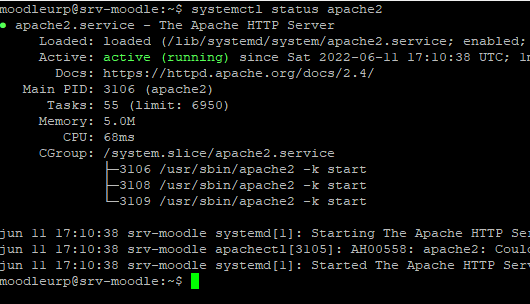 moodleurp@srv-moodle:~$ systemctl status apache2
● apache2.service - The Apache HTTP Server
Loaded: loaded (/lib/systemd/system/apache2.service; enabled;
Active: active (running) since Sat 2022-06-11 17:10:38 UTC;
Docs: https://httpd.apache.org/docs/2.4/
Main PID: 3106 (apache2)
Tasks: 55 (limit: 6950)
Memory: 5.0M
CPU: 68ms
CGroup: /system.slice/apache2.service
├─3106 /usr/sbin/apache2 -k start
├─3108 /usr/sbin/apache2 -k start
└─3109 /usr/sbin/apache2 -k start
jun 11 17:10:38 srv-moodle systemd[1]: Starting The Apache HTTP Ser
jun 11 17:10:38 srv-moodle apachectl[3105]: AH00558: apache2: Coul
jun 11 17:10:38 srv-moodle systemd[1]: Started The Apache HTTP Ser
moodleurp@srv-moodle:~$